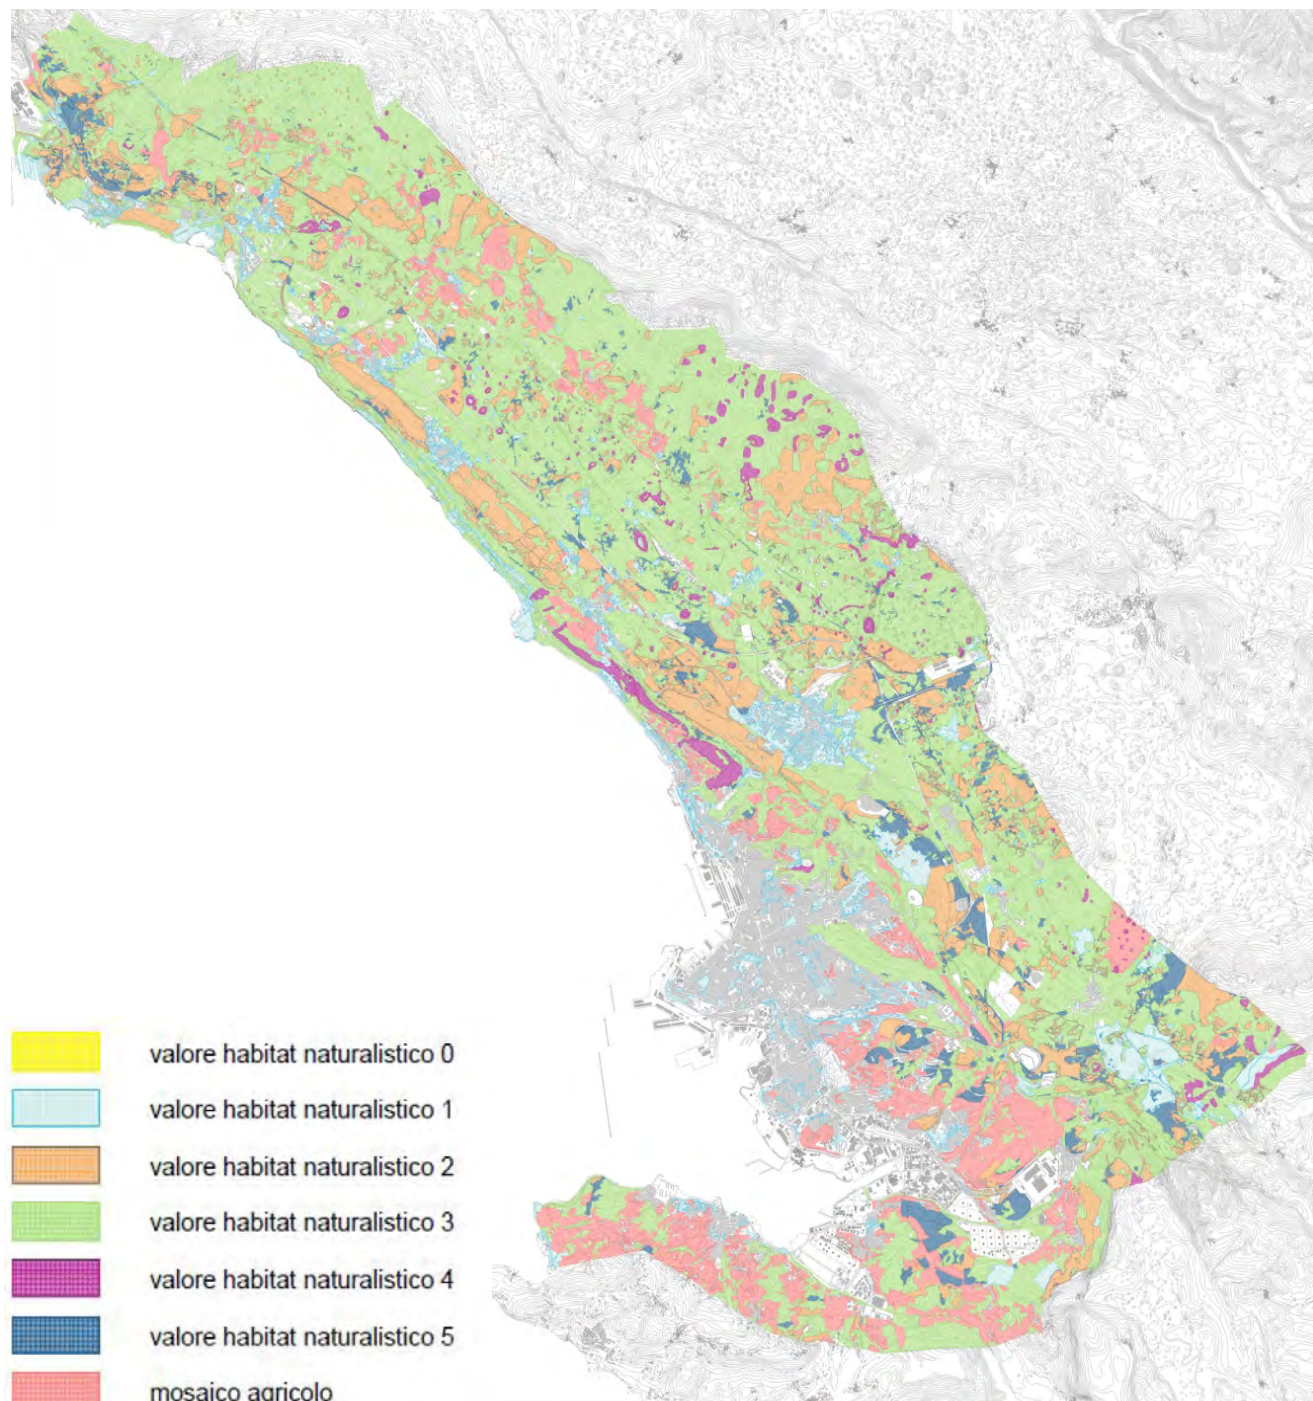 valore habitat naturalistico 0
valore habitat naturalistico 1
valore habitat naturalistico 2
valore habitat naturalistico 3
valore habitat naturalistico 4
valore habitat naturalistico 5
mosaico agricolo